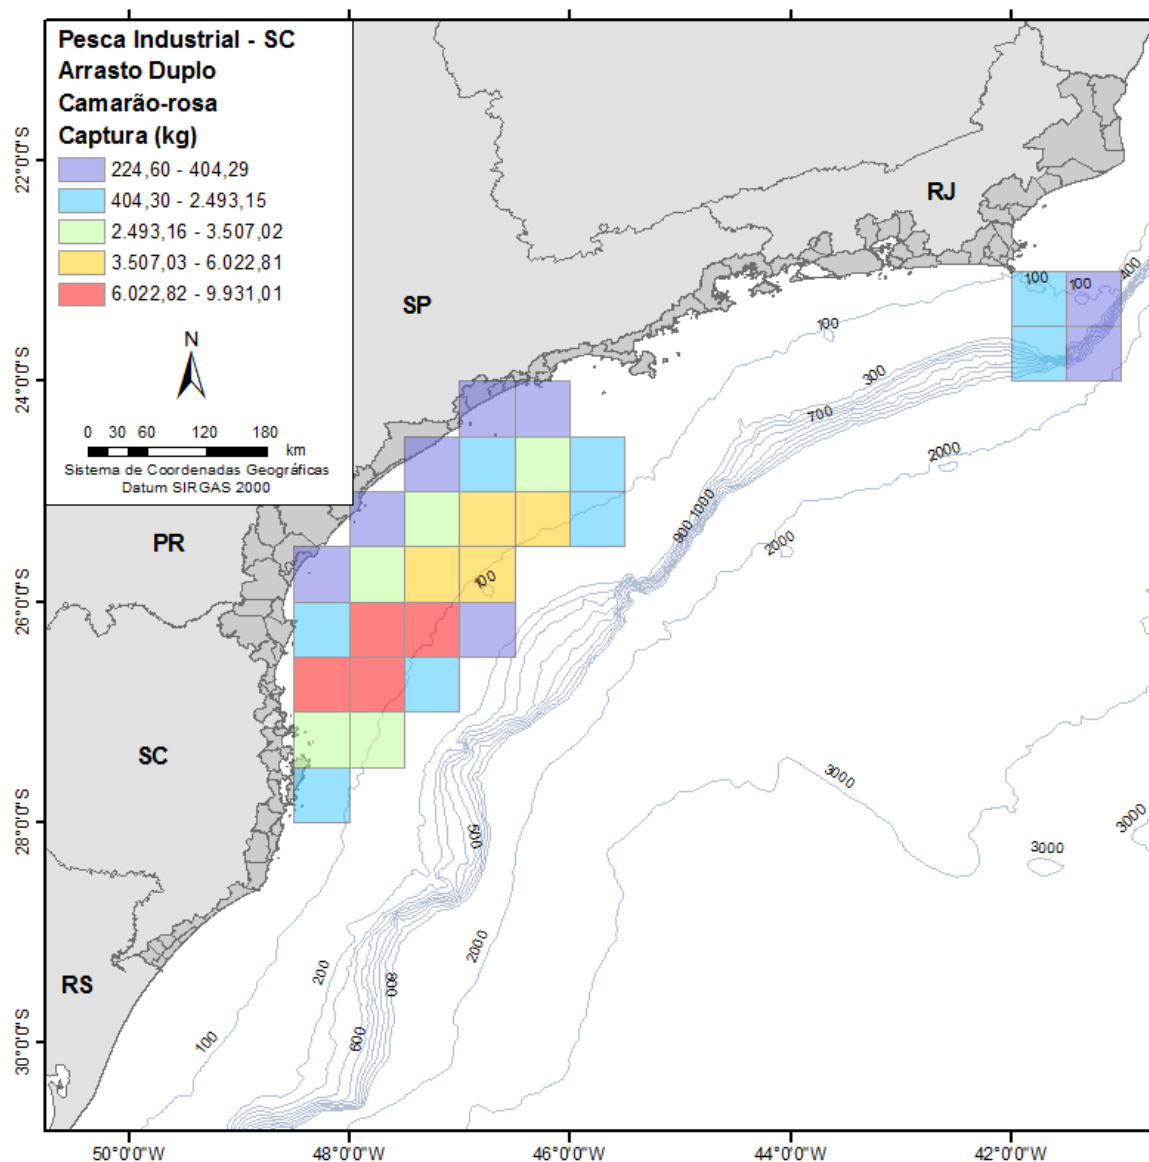 Pesca Industrial - SC
Arrasto Duplo
Camarão-rosa
Captura (kg)
224,60 - 404,29
404,30 - 2.493,15
2.493,16 - 3.507,02
3.507,03 - 6.022,81
6.022,82 - 9.931,01
N
0 30 60 120 180
km
Sistema de Coordenadas Geográficas
Datum SIRGAS 2000
RJ
SP
PR
SC
RS
100
100
400
100
300
700
2000
1000
900
2000
100
3000
3000
3000
500
2000
200
800
600
100
22°0'0"S
24°0'0"S
26°0'0"S
28°0'0"S
30°0'0"S
50°0'0"W
48°0'0"W
46°0'0"W
44°0'0"W
42°0'0"W